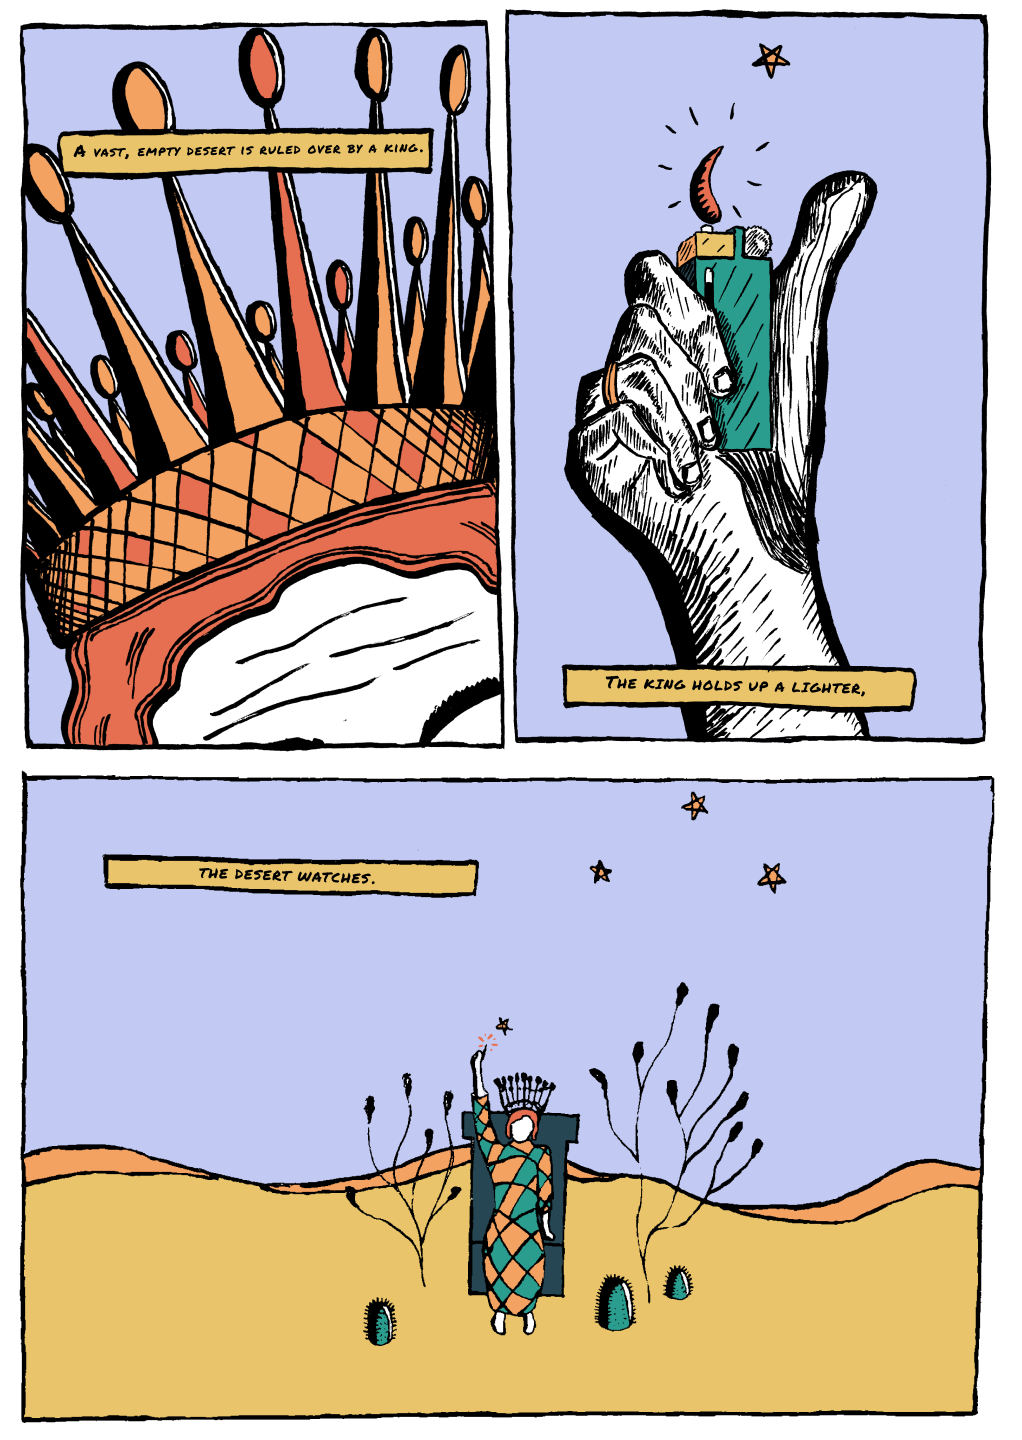 A VAST, EMPTY DESERT IS RULED OVER BY A KING.
THE KING HOLDS UP A LIGHTER,
THE DESERT WATCHES.